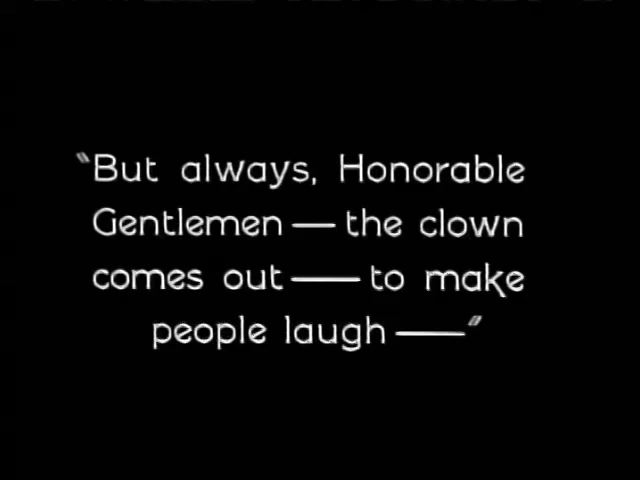 "But always, Honorable
Gentlemen — the clown
comes out — to make
people laugh —"